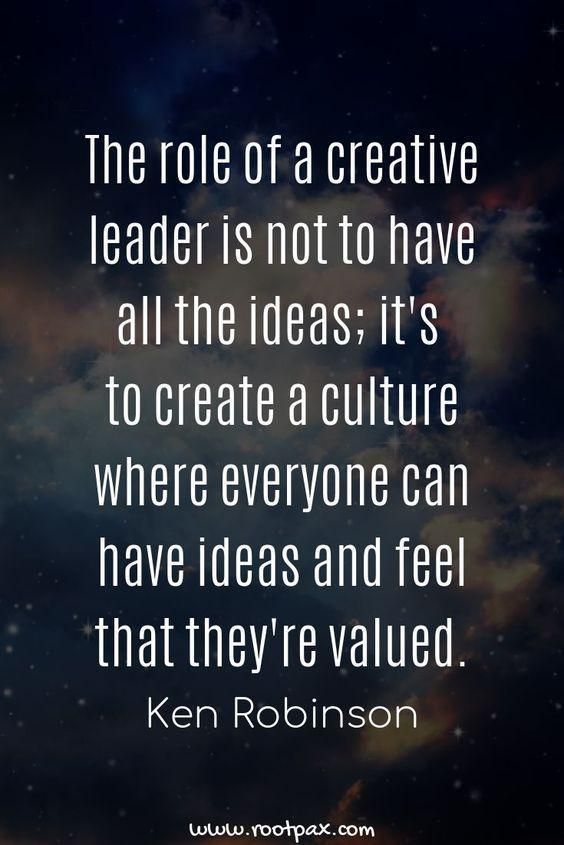 The role of a creative
leader is not to have
all the ideas; it's
to create a culture
where everyone can
have ideas and feel
that they're valued.
Ken Robinson
www.rootpax.com